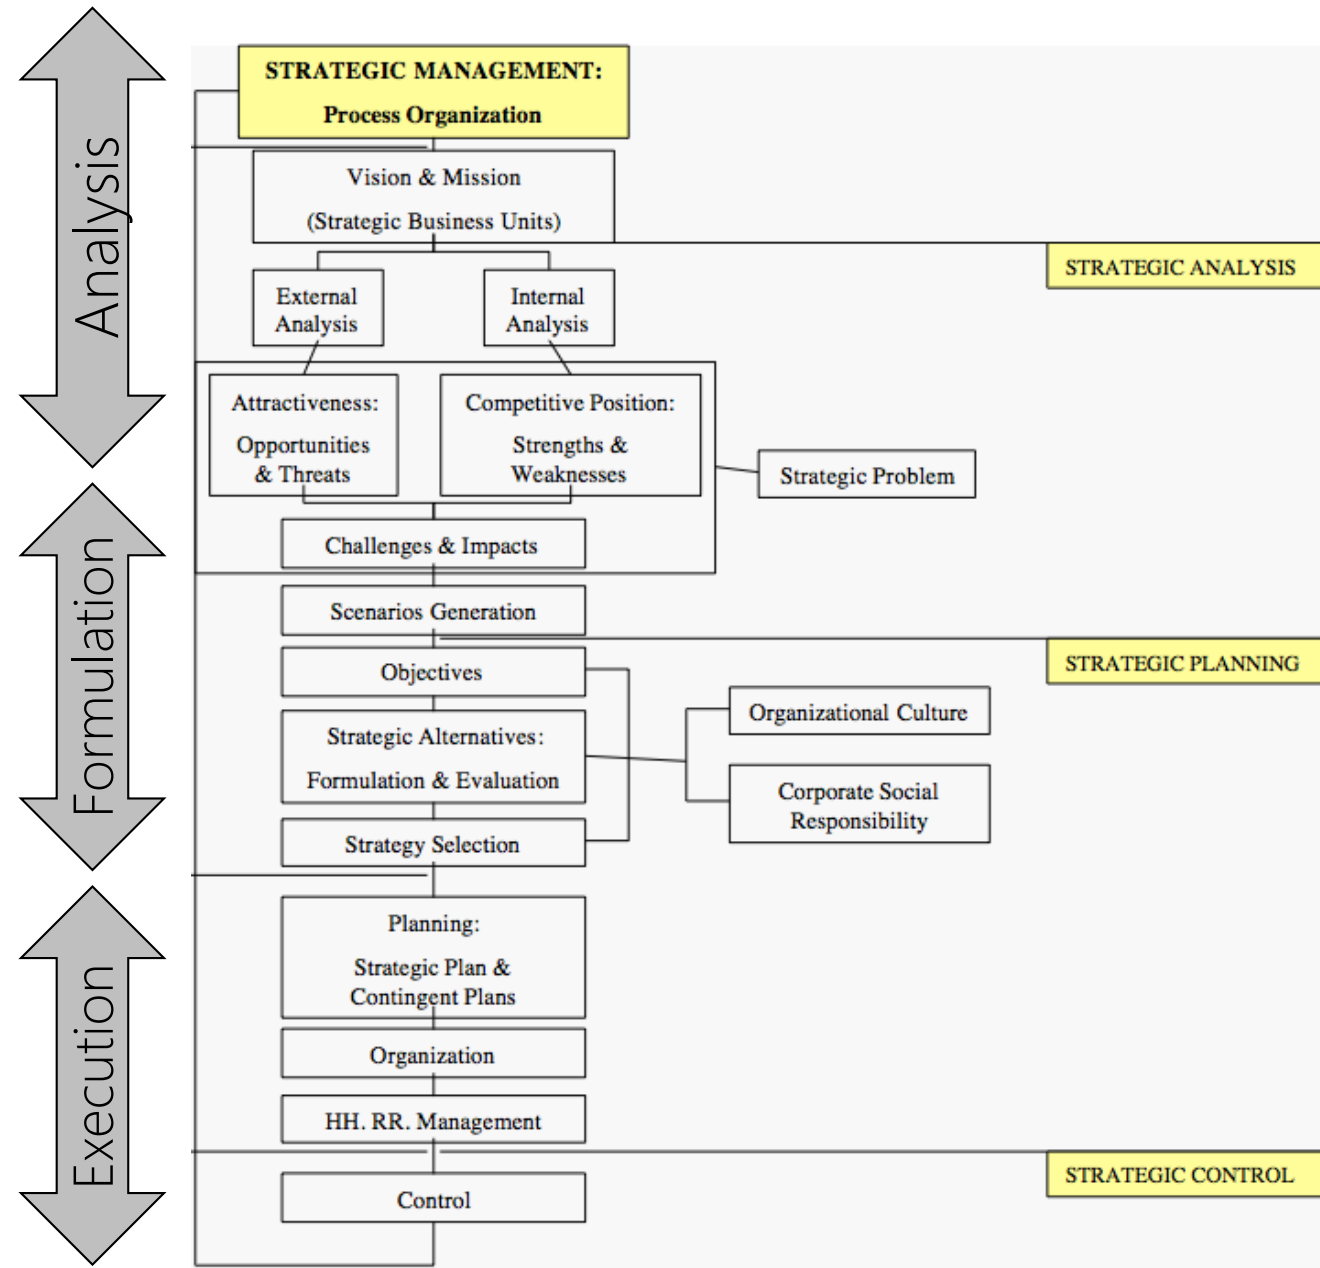 Analysis
Formulation
Execution
STRATEGIC MANAGEMENT:
Process Organization
Vision & Mission
(Strategic Business Units)
STRATEGIC ANALYSIS
External
Analysis
Internal
Analysis
Attractiveness:
Opportunities
& Threats
Competitive Position:
Strengths &
Weaknesses
Strategic Problem
Challenges & Impacts
Scenarios Generation
STRATEGIC PLANNING
Objectives
Organizational Culture
Strategic Alternatives:
Formulation & Evaluation
Corporate Social
Responsibility
Strategy Selection
Planning:
Strategic Plan &
Contingent Plans
Organization
HH. RR. Management
STRATEGIC CONTROL
Control